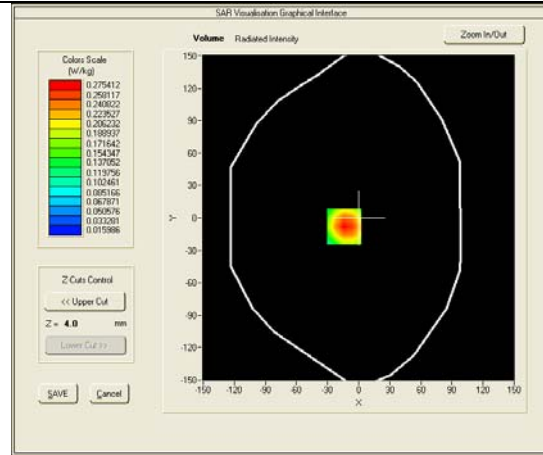 SAR Visualisation Graphical Interface
Volume Radiated Intensity
Zoom In/Out
Colors Scale
(W/kg)
0.275412
0.258117
0.240822
0.223527
0.206232
0.188937
0.171642
0.154347
0.137052
0.119756
0.102461
0.085166
0.067871
0.050576
0.033281
0.015986
Z Cuts Control
<< Upper Cut
Z = 4.0 mm
Lower Cut >>
SAVE Cancel
150-
120-
90-
60-
30-
0-
-30-
-60-
-90-
-120-
-150-
Y
-150 -120 -90 -60 -30 0 30 60 90 120 150
X